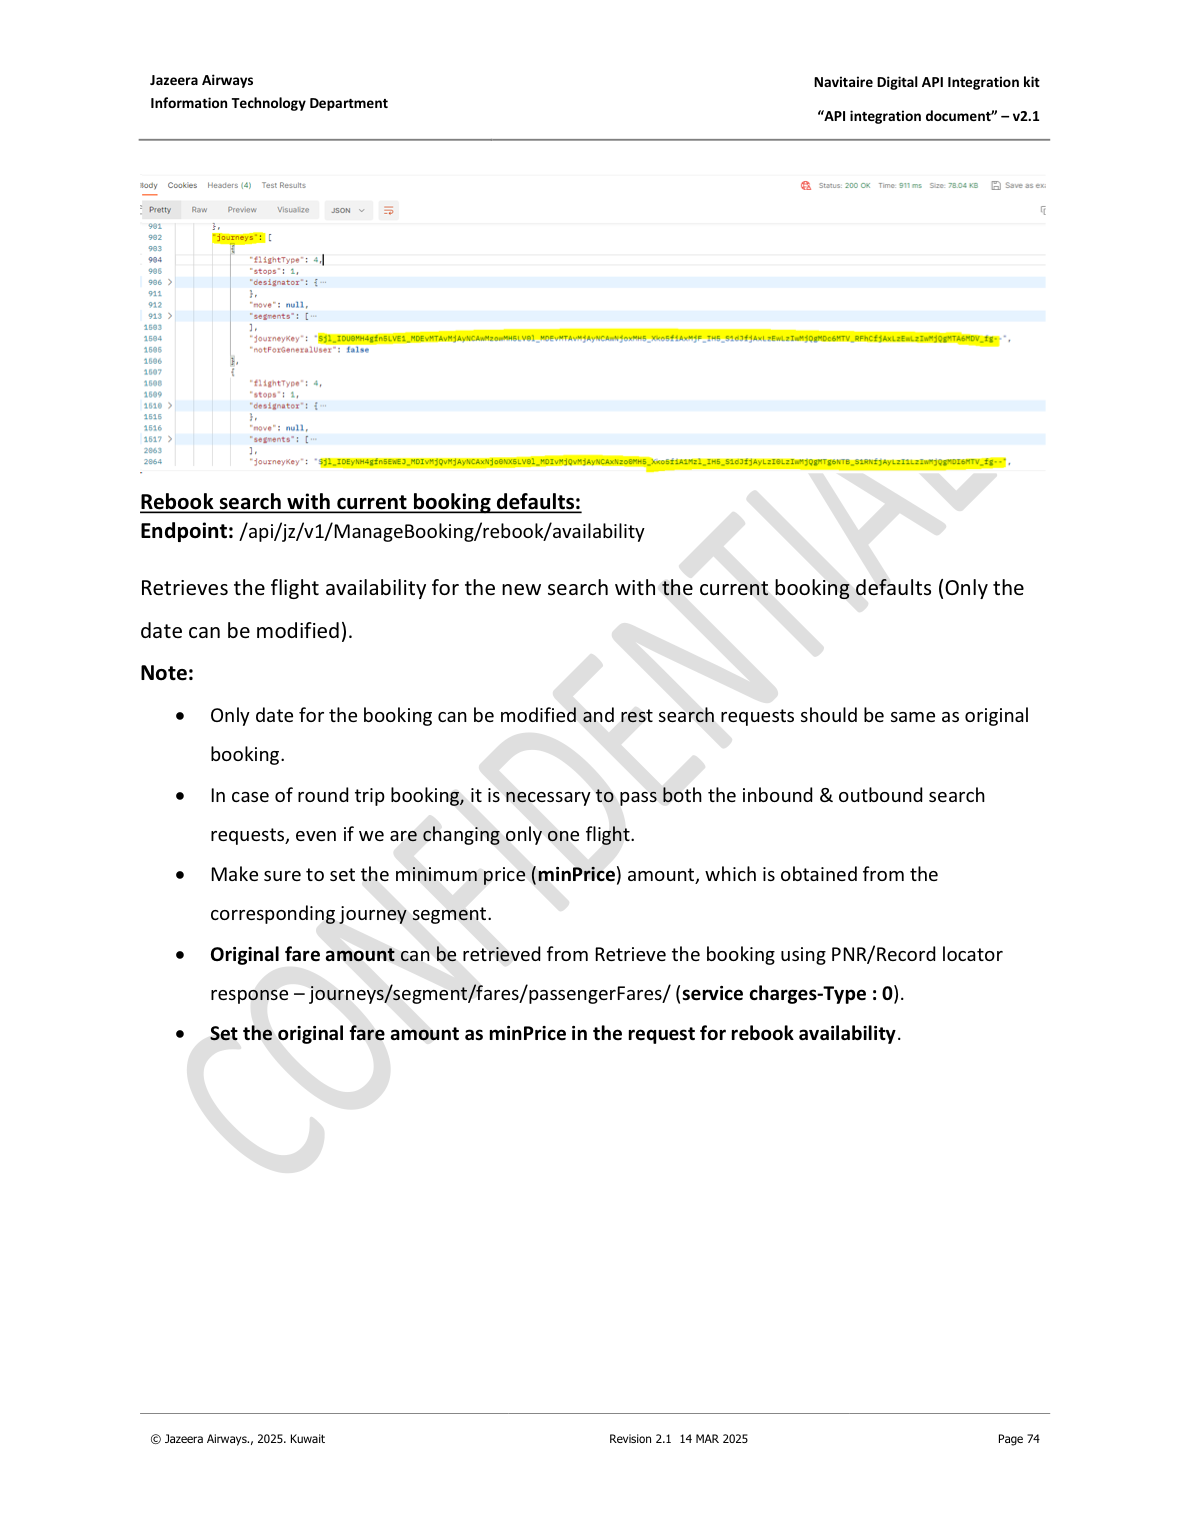 Jazeera Airways
Information Technology Department
Navitaire Digital API Integration kit
“API integration document” – v2.1
Body Cookies Headers (4) Test Results
Status: 200 OK Time: 911 ms Size: 78.04 KB Save as exa
Pretty Raw Preview Visualize JSON
901 },
902 "journeys": [
903 {
904 "flightType": 4,
905 "stops": 1,
906 "designator": {⋯
911 },
912 "move": null,
913 "segments": [⋯
1503 ],
1504 "journeyKey": "
1505 "notForGeneralUser": false
1506 },
1507 {
1508 "flightType": 4,
1509 "stops": 1,
1510 "designator": {⋯
1515 },
1516 "move": null,
1517 "segments": [⋯
2063 ],
2064 "journeyKey": "
Rebook search with current booking defaults:
Endpoint: /api/jz/v1/ManageBooking/rebook/availability
Retrieves the flight availability for the new search with the current booking defaults (Only the
date can be modified).
Note:
• Only date for the booking can be modified and rest search requests should be same as original
booking.
• In case of round trip booking, it is necessary to pass both the inbound & outbound search
requests, even if we are changing only one flight.
• Make sure to set the minimum price (minPrice) amount, which is obtained from the
corresponding journey segment.
• Original fare amount can be retrieved from Retrieve the booking using PNR/Record locator
response – journeys/segment/fares/passengerFares/ (service charges-Type : 0).
• Set the original fare amount as minPrice in the request for rebook availability.
CONFIDENTIAL
© Jazeera Airways., 2025. Kuwait
Revision 2.1 14 MAR 2025
Page 74